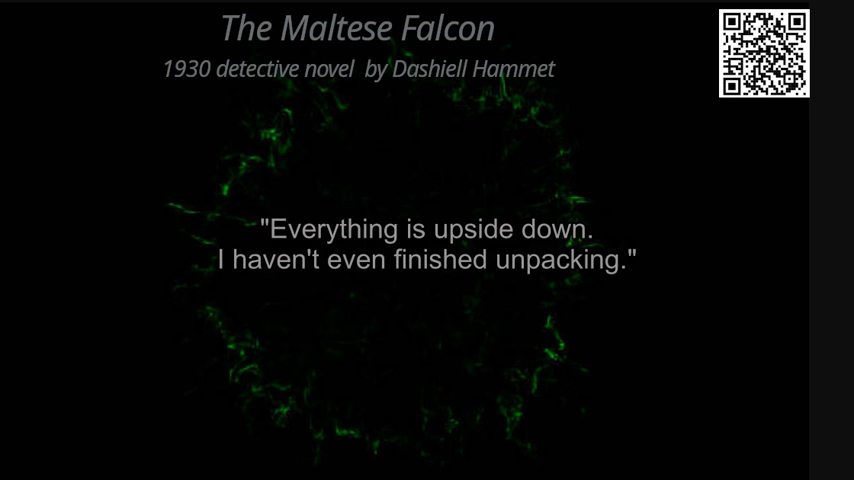 The Maltese Falcon
1930 detective novel  by Dashiell Hammet
"Everything is upside down.
I haven't even finished unpacking."